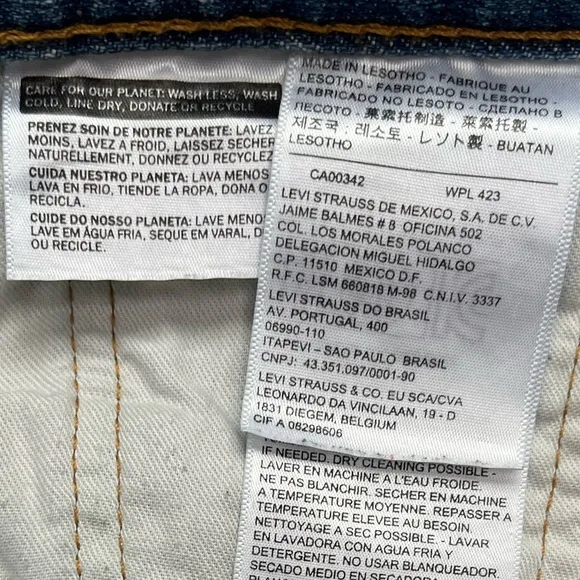 CARE FOR OUR PLANET: WASH LESS, WASH
COLD, LINE DRY, DONATE OR RECYCLE
PRENEZ SOIN DE NOTRE PLANETE: LAVEZ
MOINS, LAVEZ A FROID, LAISSEZ SECHER
NATURELLEMENT, DONNEZ OU RECYCLEZ
CUIDA NUESTRO PLANETA: LAVA MENOS
LAVA EN FRIO, TIENDE LA ROPA, DONA O
RECICLA.
CUIDE DO NOSSO PLANETA: LAVE MENO
LAVE EM ÁGUA FRIA, SEQUE EM VARAL, D
OU RECICLE.
MADE IN LESOTHO - FABRIQUE AU
LESOTHO - FABRICADO EN LESOTHO -
FABRICADO NO LESOTO - СДЕЛАНО В
ЛЕСОТО - 萊索托制造 - 萊索托製 -
제조국 : 레소토 - レソト製 - BUATAN
LESOTHO
CA00342 WPL 423
LEVI STRAUSS DE MEXICO, S.A. DE C.V.
JAIME BALMES # 8 OFICINA 502
COL. LOS MORALES POLANCO
DELEGACION MIGUEL HIDALGO
C.P. 11510 MEXICO D.F.
R.F.C. LSM 660818 M-98 C.N.I.V. 3337
LEVI STRAUSS DO BRASIL
AV. PORTUGAL, 400
06990-110
ITAPEVI – SAO PAULO BRASIL
CNPJ: 43.351.097/0001-90
LEVI STRAUSS & CO. EU SCA/CVA
LEONARDO DA VINCILAAN, 19 - D
1831 DIEGEM, BELGIUM
CIF A 08298606
IF NEEDED, DRY CLEANING POSSIBLE -
LAVER EN MACHINE A L'EAU FROIDE.
NE PAS BLANCHIR. SECHER EN MACHINE
A TEMPERATURE MOYENNE. REPASSER A
TEMPERATURE ELEVEE AU BESOIN.
NETTOYAGE A SEC POSSIBLE. - LAVAR
EN LAVADORA CON AGUA FRIA Y
DETERGENTE. NO USAR BLANQUEADOR
SECADO MEDIO EN SECADORA